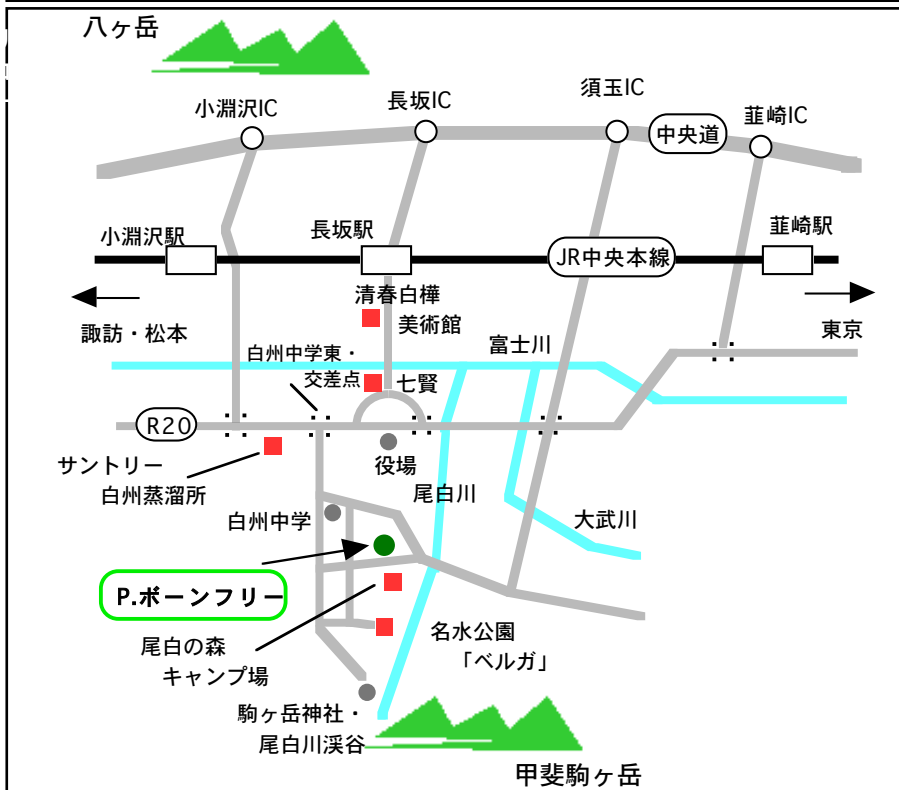 八ヶ岳
小淵沢IC
長坂IC
須玉IC
中央道
韮崎IC
小淵沢駅
長坂駅
JR中央本線
韮崎駅
諏訪・松本
清春白樺
美術館
富士川
東京
白州中学東・
交差点
七賢
R20
役場
サントリー
白州蒸溜所
尾白川
白州中学
大武川
P.ボーンフリー
尾白の森
キャンプ場
名水公園
「ベルガ」
駒ヶ岳神社・
尾白川渓谷
甲斐駒ヶ岳